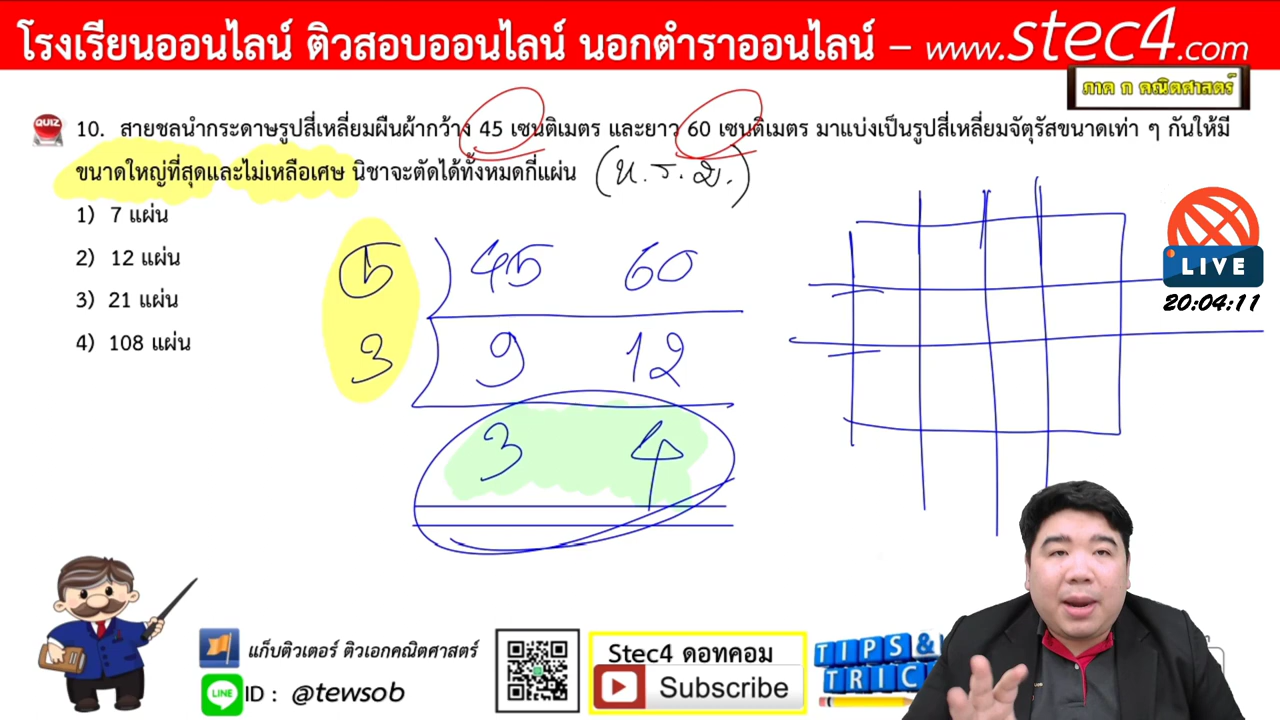 โรงเรียนออนไลน์ ติวสอบออนไลน์ นอกตำราออนไลน์ – www.stec4.com
ภาค ก คณิตศาสตร์
QUIZ
10. สายชลนำกระดาษรูปสี่เหลี่ยมผืนผ้ากว้าง 45 เซนติเมตร และยาว 60 เซนติเมตร มาแบ่งเป็นรูปสี่เหลี่ยมจัตุรัสขนาดเท่า ๆ กันให้มี
ขนาดใหญ่ที่สุดและไม่เหลือเศษ นิชาจะตัดได้ทั้งหมดกี่แผ่น (ห.ร.ม.)
1) 7 แผ่น
2) 12 แผ่น
3) 21 แผ่น
4) 108 แผ่น
5 ) 45 60
3 ) 9 12
3 4
LIVE
20:04:11
แก๊บติวเตอร์ ติวเอกคณิตศาสตร์
LINE ID : @tewsob
Stec4 ดอทคอม
Subscribe
TIPS &
TRIC